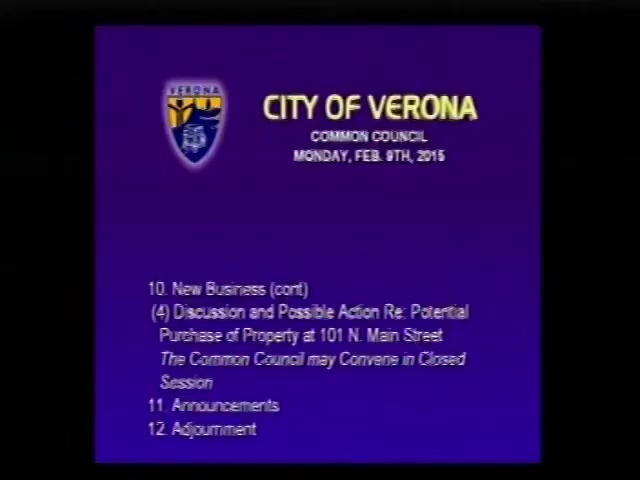 VERONA
CITY OF VERONA
COMMON COUNCIL
MONDAY, FEB. 9TH, 2015
10. New Business (cont)
(4) Discussion and Possible Action Re: Potential
Purchase of Property at 101 N. Main Street
The Common Council may Convene in Closed
Session
11. Announcements
12. Adjournment